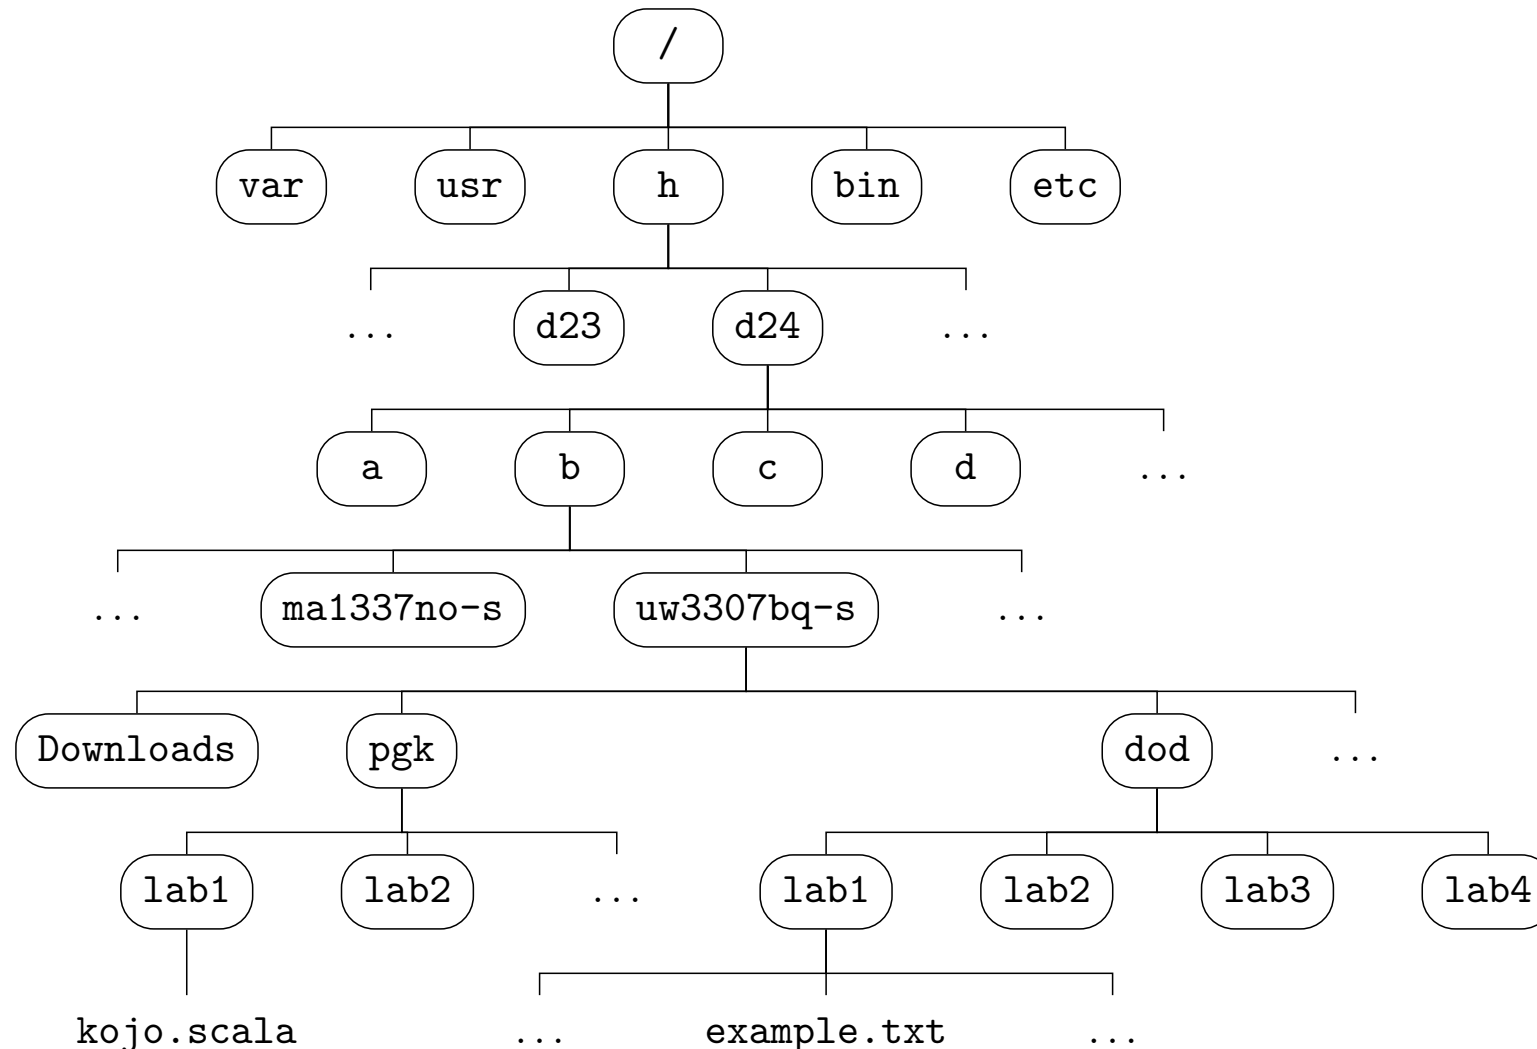 /
var usr h bin etc
... d23 d24 ...
a b c d ...
... ma1337no-s uw3307bq-s ...
Downloads pgk dod ...
lab1 lab2 ... lab1 lab2 lab3 lab4
kojo.scala ... example.txt ...